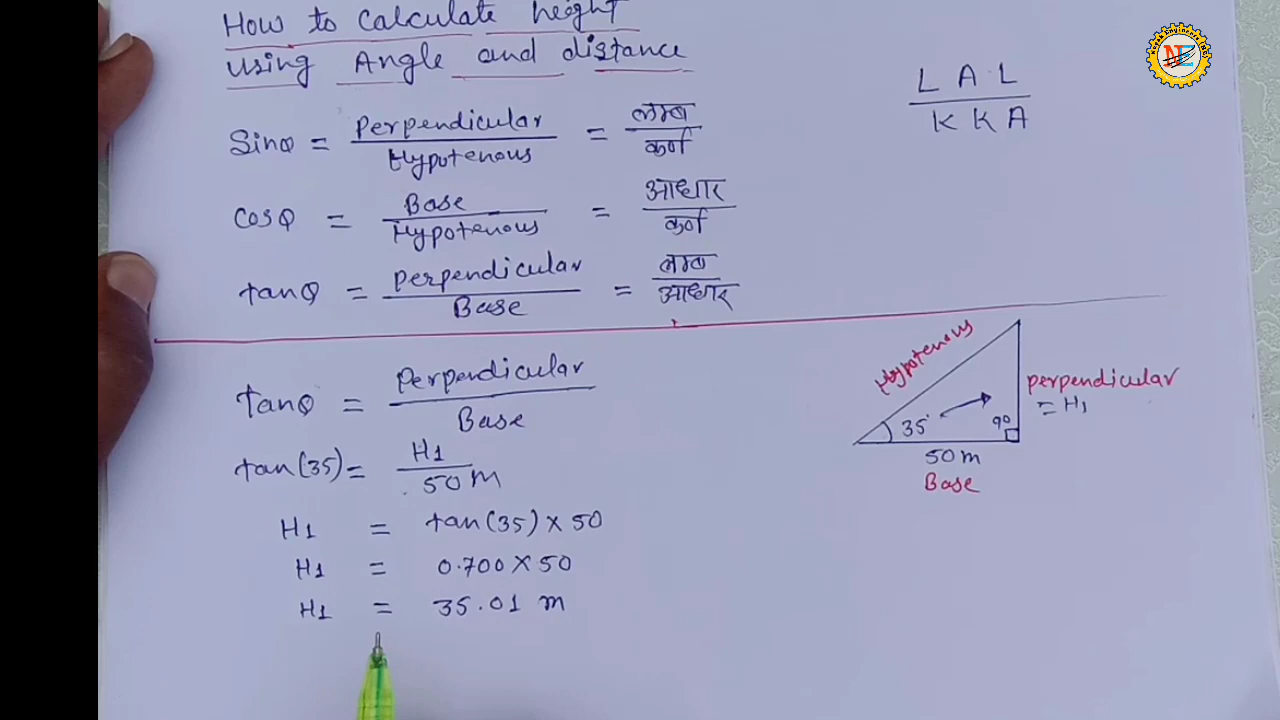 How to calculate height
using Angle and distance
L A L
K K A
Sinθ = Perpendicular / Hypotenous = लम्ब / कर्ण
cosθ = Base / Hypotenous = आधार / कर्ण
tanθ = Perpendicular / Base = लम्ब / आधार
tanθ = Perpendicular / Base
tan(35) = H1 / 50 m
H1 = tan(35) × 50
H1 = 0.700 × 50
H1 = 35.01 m
Hypotenous
perpendicular
= H1
35°
90
50 m
Base